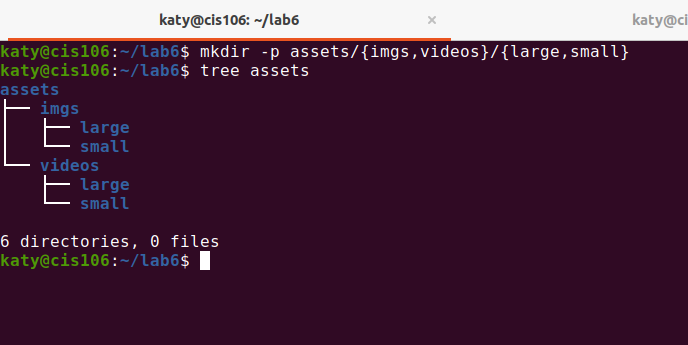 katy@cis106: ~/lab6 × katy@ci
katy@cis106:~/lab6$ mkdir -p assets/{imgs,videos}/{large,small}
katy@cis106:~/lab6$ tree assets
assets
├── imgs
│   ├── large
│   └── small
└── videos
    ├── large
    └── small
6 directories, 0 files
katy@cis106:~/lab6$